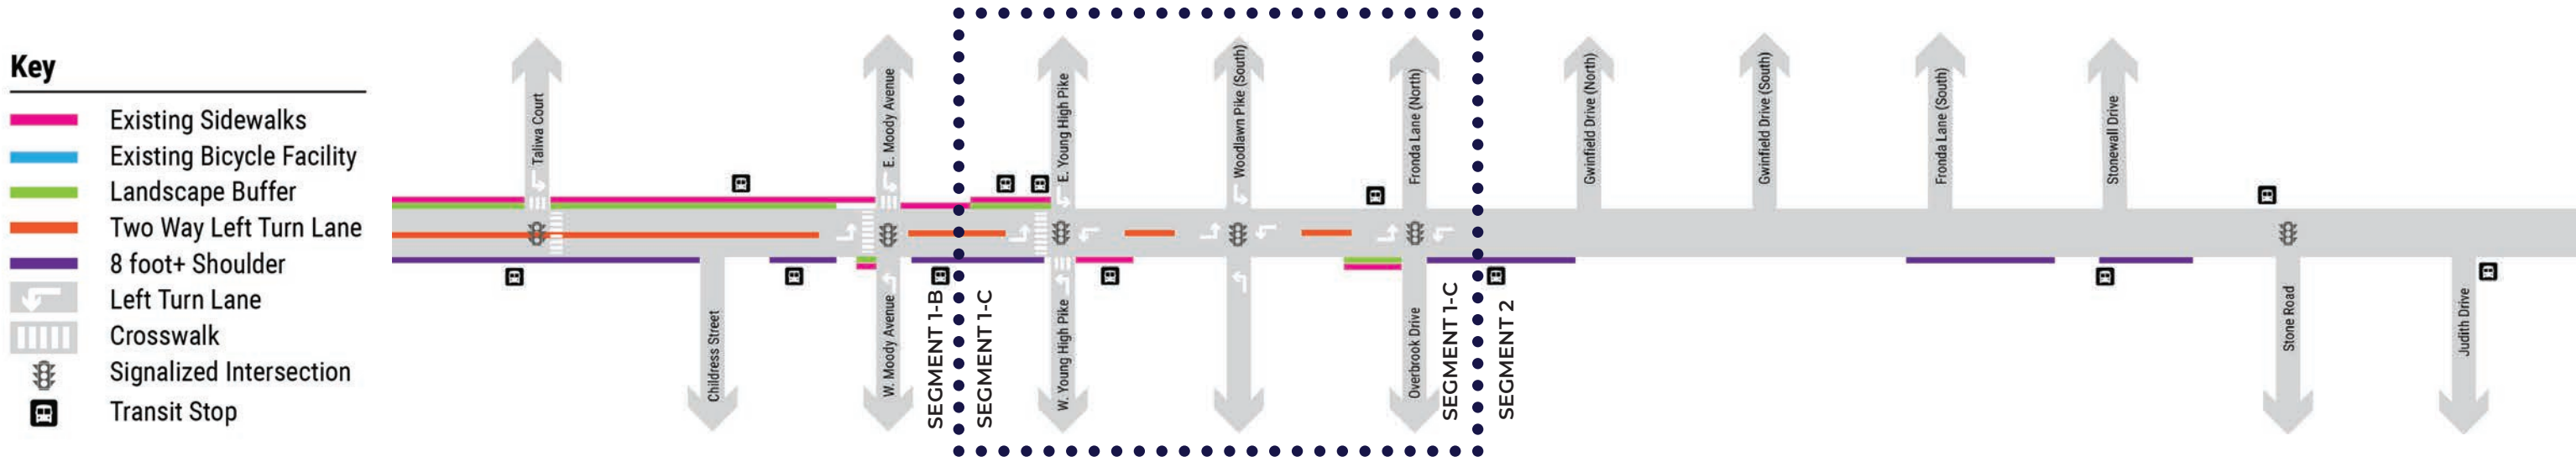 Key
Existing Sidewalks
Existing Bicycle Facility
Landscape Buffer
Two Way Left Turn Lane
8 foot+ Shoulder
Left Turn Lane
Crosswalk
Signalized Intersection
Transit Stop
Taliwa Court
E. Moody Avenue
E. Young High Pike
Woodlawn Pike (South)
Fronda Lane (North)
Gwinfield Drive (North)
Gwinfield Drive (South)
Fronda Lane (South)
Stonewall Drive
Childress Street
W. Moody Avenue
SEGMENT 1-B
SEGMENT 1-C
W. Young High Pike
Overbrook Drive
SEGMENT 1-C
SEGMENT 2
Stone Road
Judith Drive